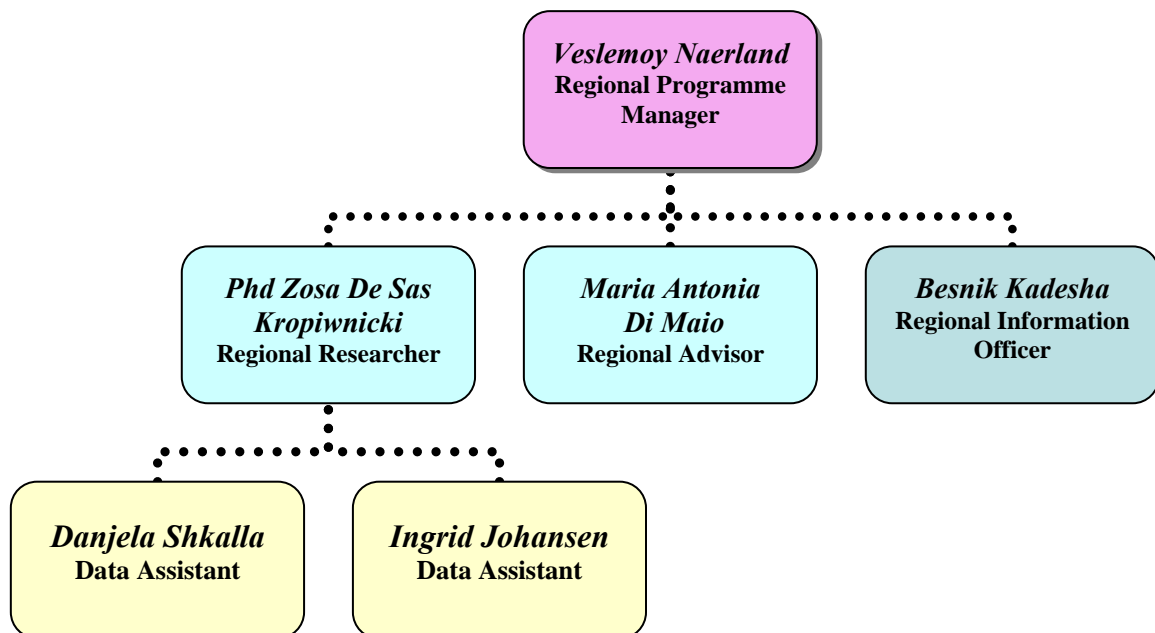 Veslemoy Naerland
Regional Programme
Manager
Phd Zosa De Sas
Kropiwnicki
Regional Researcher
Maria Antonia
Di Maio
Regional Advisor
Besnik Kadesha
Regional Information
Officer
Danjela Shkalla
Data Assistant
Ingrid Johansen
Data Assistant